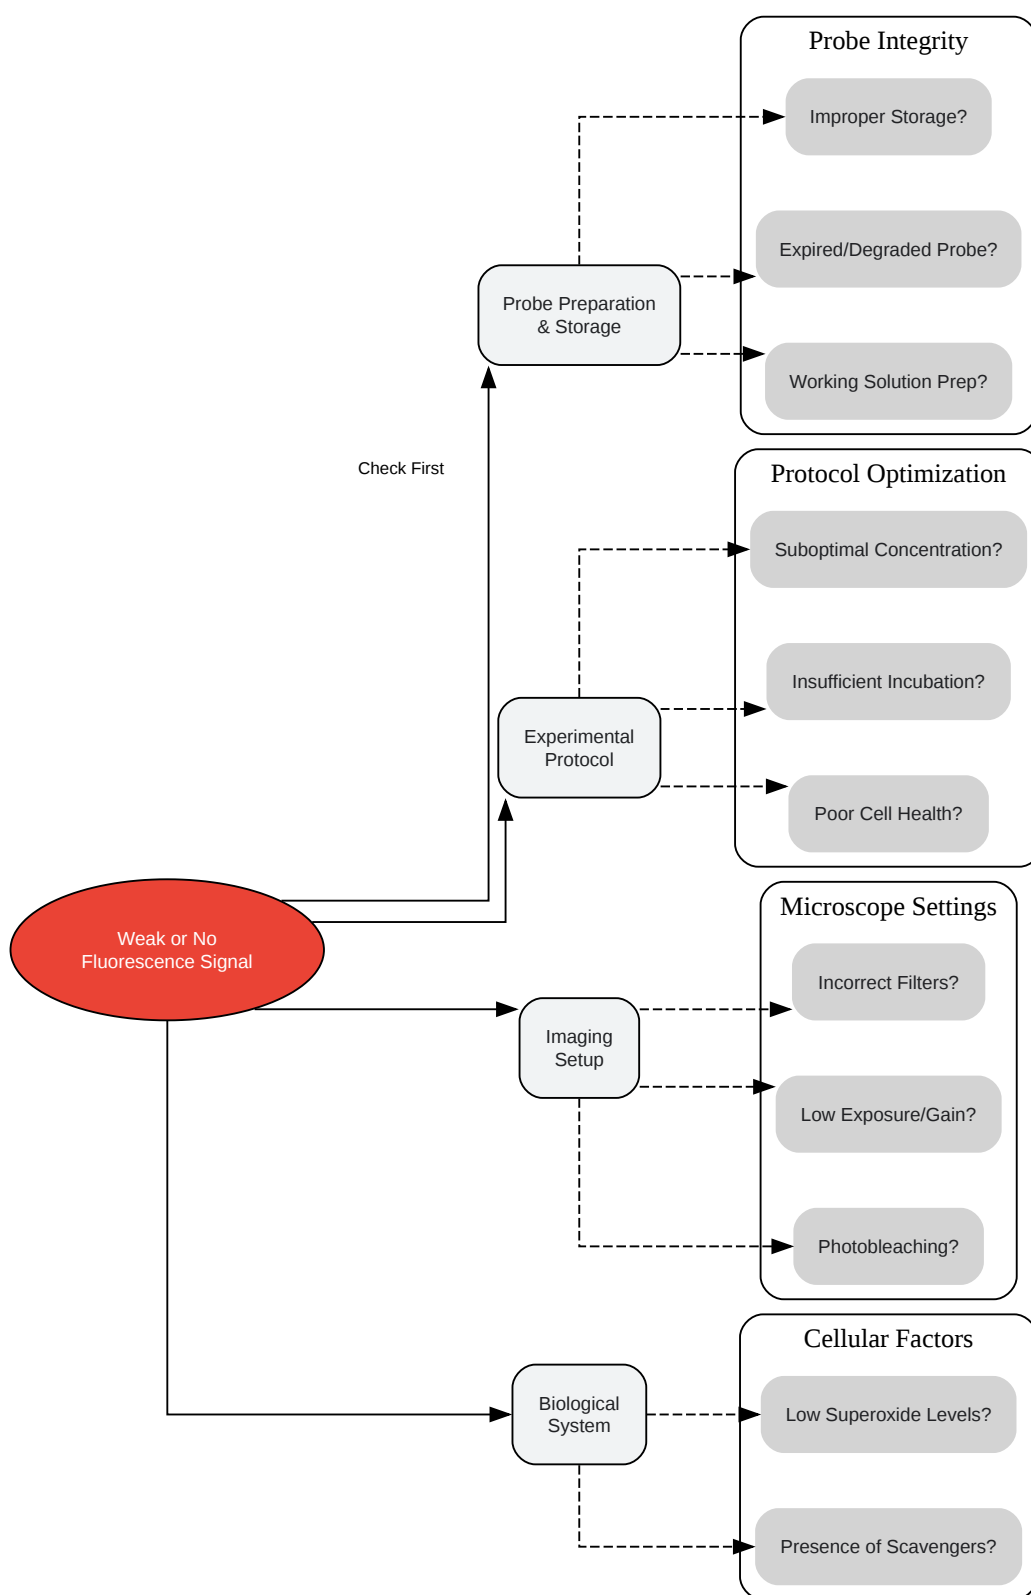 Probe Integrity
Improper Storage?
Expired/Degraded Probe?
Probe Preparation
& Storage
Working Solution Prep?
Check First
Protocol Optimization
Suboptimal Concentration?
Insufficient Incubation?
Experimental
Protocol
Poor Cell Health?
Microscope Settings
Weak or No
Fluorescence Signal
Incorrect Filters?
Imaging
Setup
Low Exposure/Gain?
Photobleaching?
Cellular Factors
Biological
System
Low Superoxide Levels?
Presence of Scavengers?